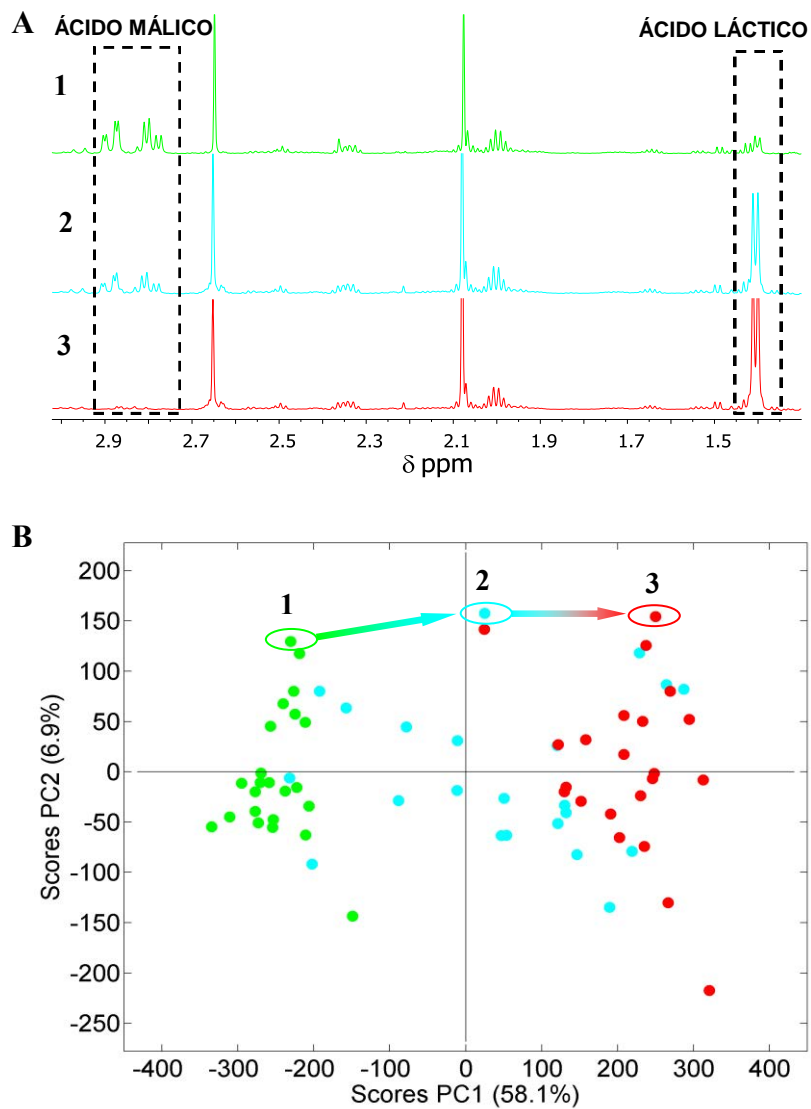 A
ÁCIDO MÁLICO
ÁCIDO LÁCTICO
1
2
3
2.9 2.7 2.5 2.3 2.1 1.9 1.7 1.5
δ ppm
B
200
150
100
50
0
-50
-100
-150
-200
-250
Scores PC2 (6.9%)
1
2
3
-400 -300 -200 -100 0 100 200 300 400
Scores PC1 (58.1%)